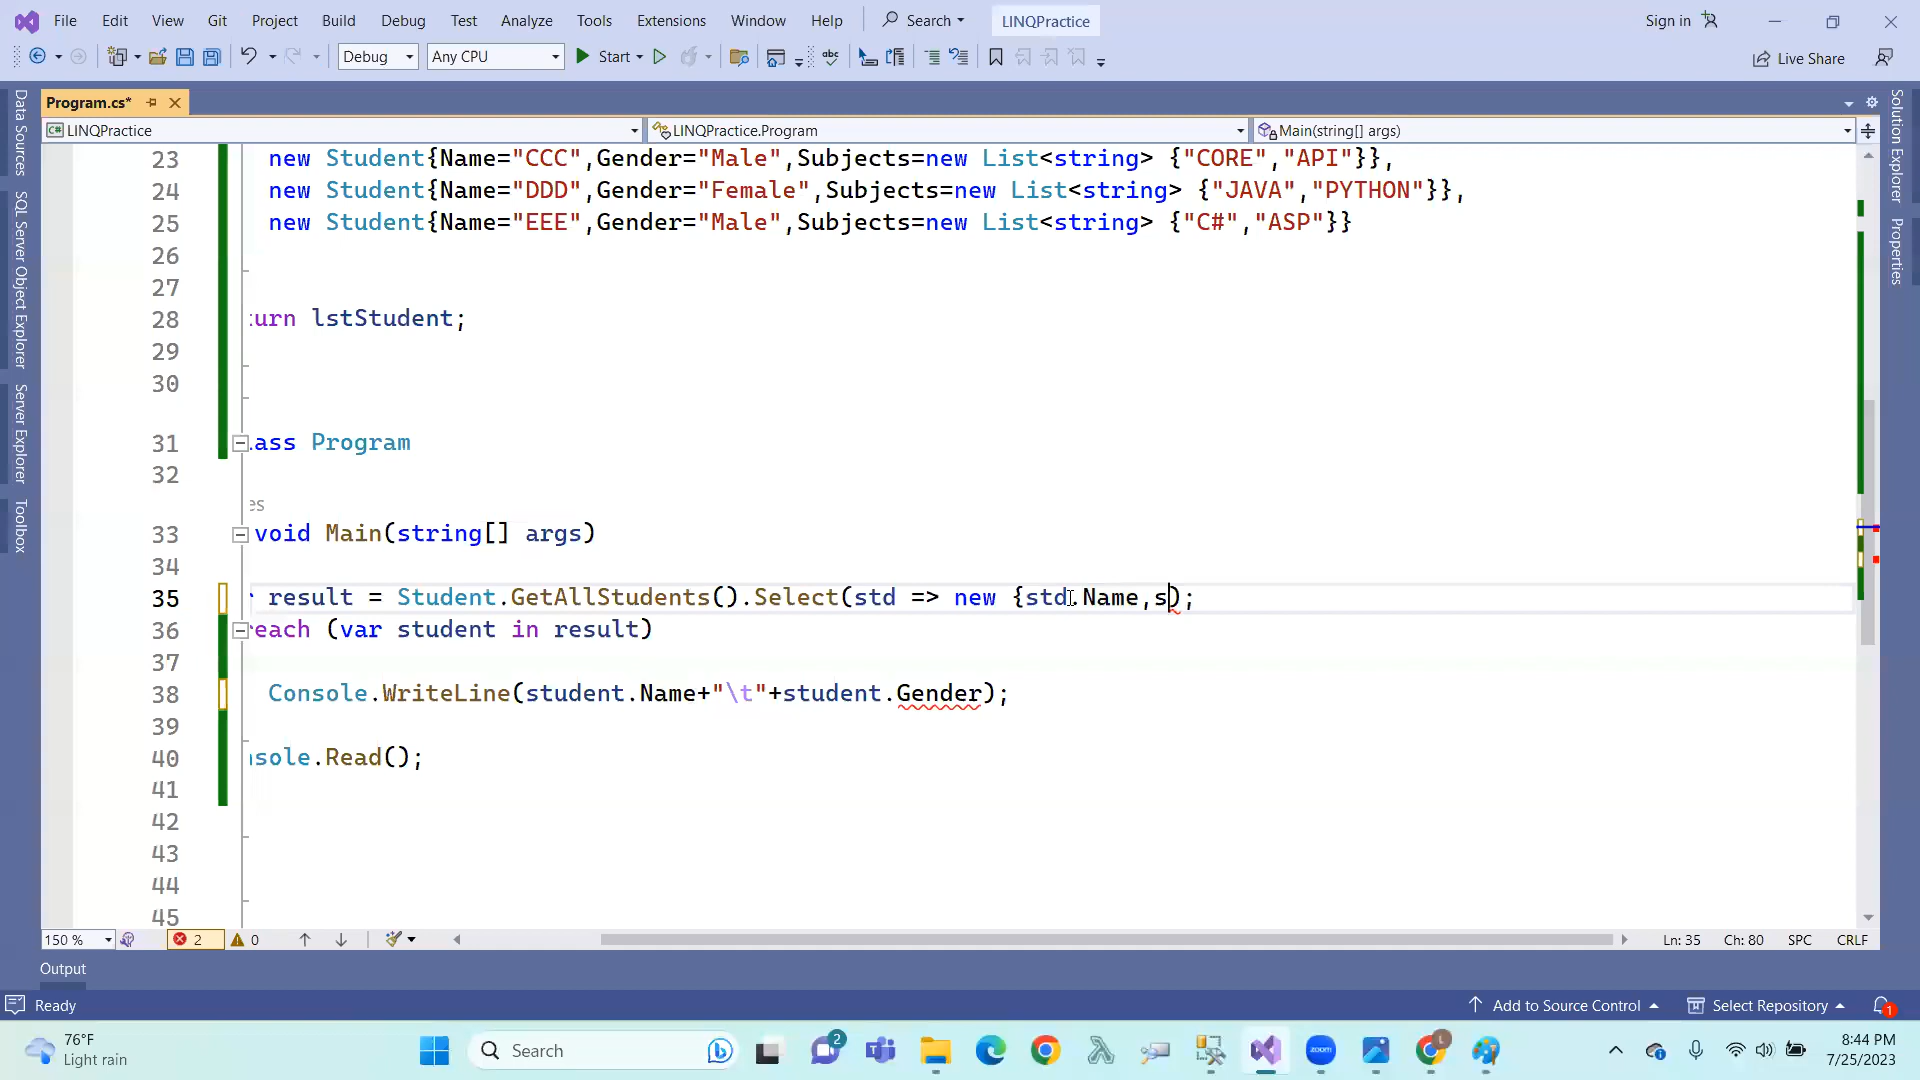 File Edit View Git Project Build Debug Test Analyze Tools Extensions Window Help Search LINQPractice Sign in
Debug Any CPU Start Live Share
Program.cs*
LINQPractice LINQPractice.Program Main(string[] args)
Data Sources
SQL Server Object Explorer
Server Explorer
Toolbox
23 new Student{Name="CCC",Gender="Male",Subjects=new List<string> {"CORE","API"}},
24 new Student{Name="DDD",Gender="Female",Subjects=new List<string> {"JAVA","PYTHON"}},
25 new Student{Name="EEE",Gender="Male",Subjects=new List<string> {"C#","ASP"}}
26
27
28 turn lstStudent;
29
30
31 lass Program
32
es
33 void Main(string[] args)
34
35 r result = Student.GetAllStudents().Select(std => new {std.Name,s);
36 reach (var student in result)
37
38 Console.WriteLine(student.Name+"\t"+student.Gender);
39
40 nsole.Read();
41
42
43
44
45
Solution Explorer
Properties
150 % 2 0 Ln: 35 Ch: 80 SPC CRLF
Output
Ready Add to Source Control Select Repository 1
76°F
Light rain
Search 2 zoom L
8:44 PM
7/25/2023